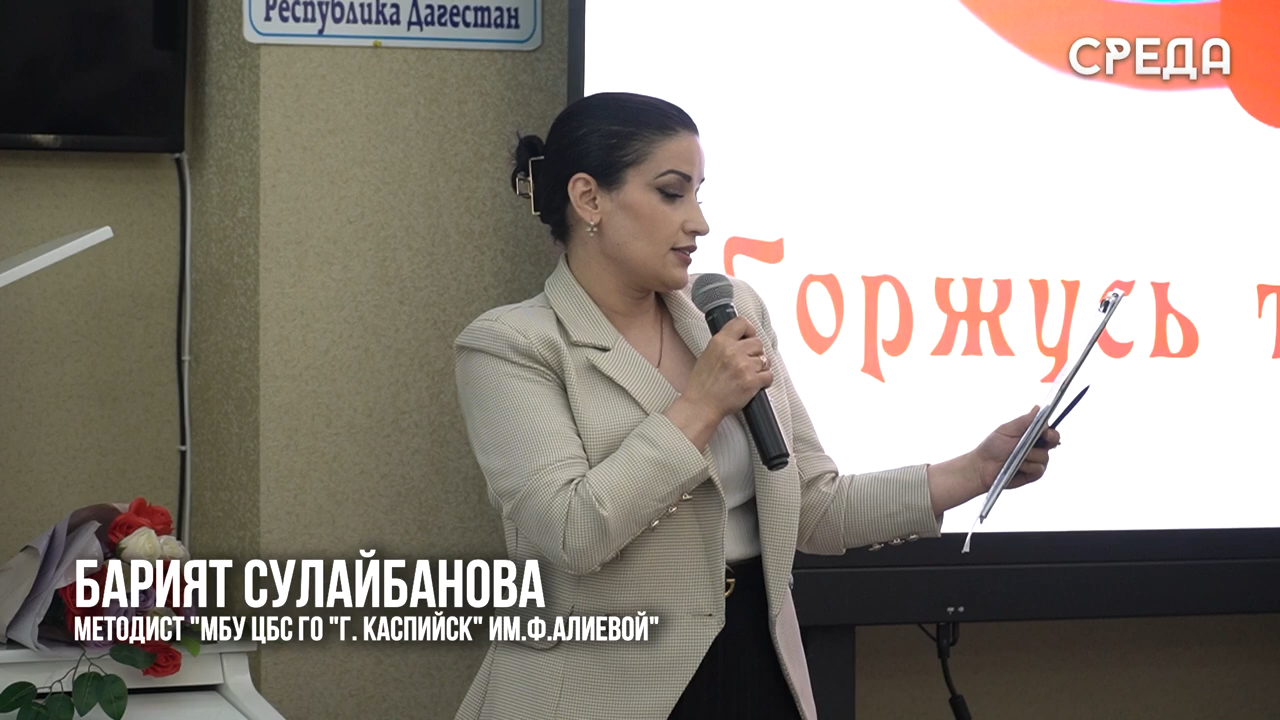 Республика Дагестан
СРЕДА
Горжусь т
БАРИЯТ СУЛАЙБАНОВА
МЕТОДИСТ "МБУ ЦБС ГО "Г. КАСПИЙСК" ИМ.Ф.АЛИЕВОЙ"